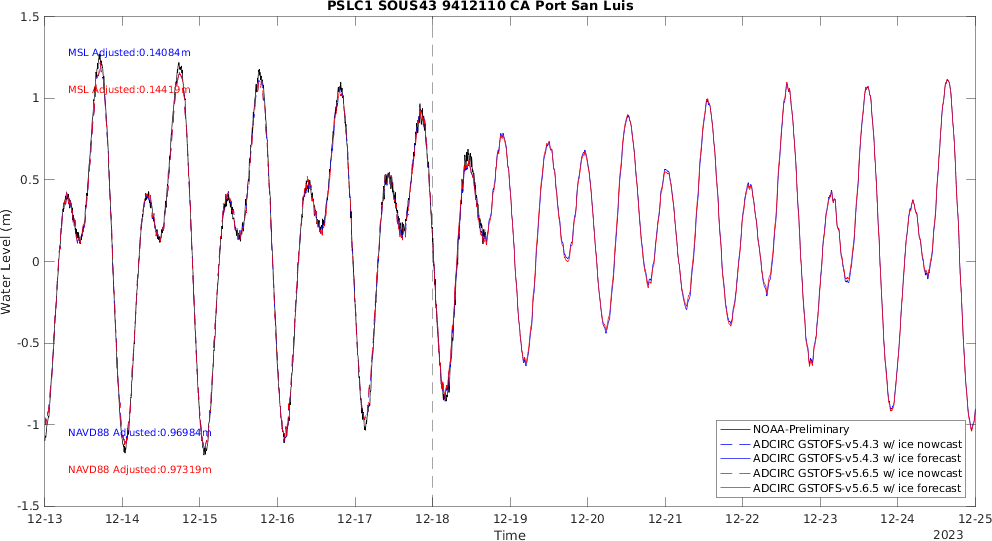 PSLC1 SOUS43 9412110 CA Port San Luis
1.5
1
0.5
0
-0.5
-1
-1.5
Water Level (m)
MSL Adjusted:0.14084m
MSL Adjusted:0.14419m
NAVD88 Adjusted:0.96984m
NAVD88 Adjusted:0.97319m
NOAA-Preliminary
ADCIRC GSTOFS-v5.4.3 w/ ice nowcast
ADCIRC GSTOFS-v5.4.3 w/ ice forecast
ADCIRC GSTOFS-v5.6.5 w/ ice nowcast
ADCIRC GSTOFS-v5.6.5 w/ ice forecast
12-13 12-14 12-15 12-16 12-17 12-18 12-19 12-20 12-21 12-22 12-23 12-24 12-25
Time
2023